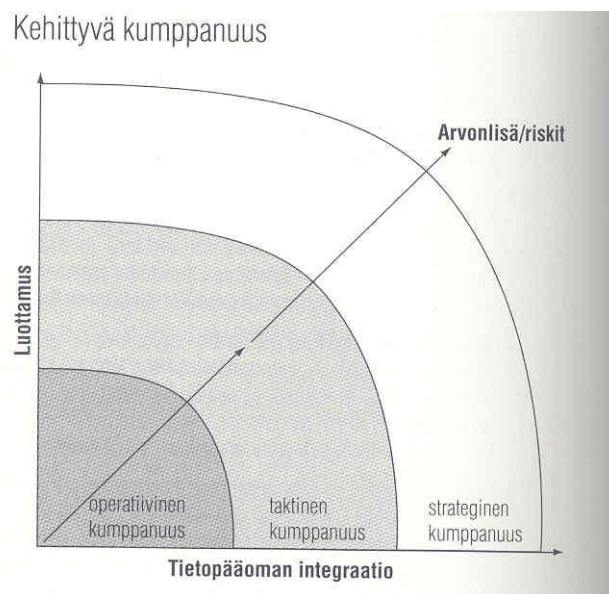 Kehittyvä kumppanuus
Arvonlisä/riskit
Luottamus
operatiivinen
kumppanuus
taktinen
kumppanuus
strateginen
kumppanuus
Tietopääoman integraatio